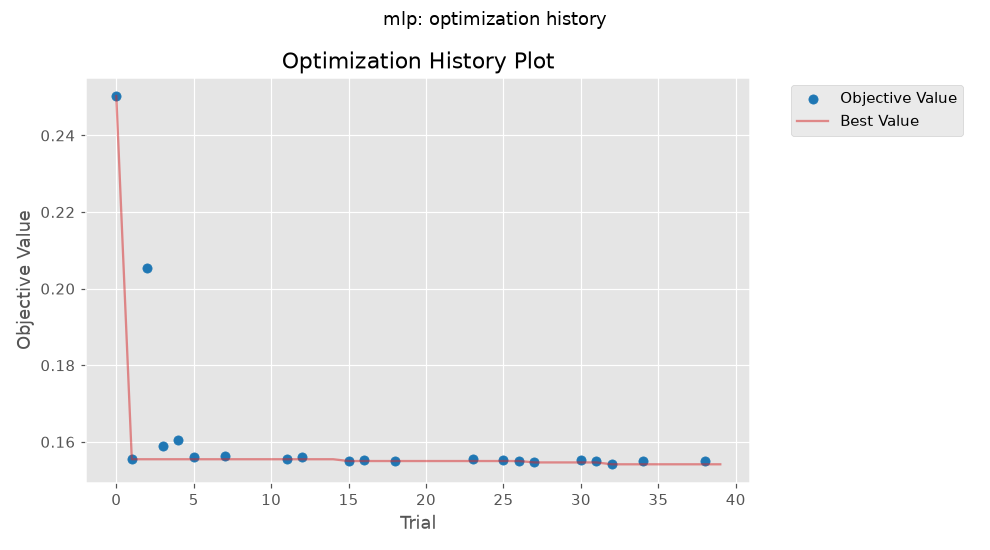 mlp: optimization history
Optimization History Plot
Objective Value
Best Value
0.24
0.22
0.20
0.18
0.16
Objective Value
0 5 10 15 20 25 30 35 40
Trial